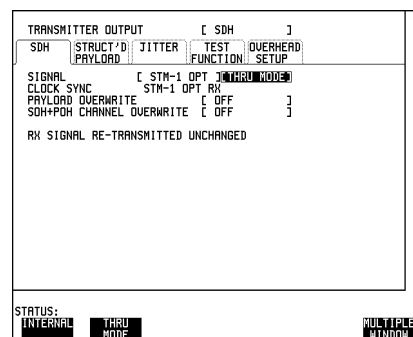 TRANSMITTER OUTPUT [ SDH ]
SDH STRUCT'D PAYLOAD JITTER TEST FUNCTION OVERHEAD SETUP
SIGNAL [ STM-1 OPT ][THRU MODE]
CLOCK SYNC STM-1 OPT RX
PAYLOAD OVERWRITE [ OFF ]
SOH+POH CHANNEL OVERWRITE [ OFF ]
RX SIGNAL RE-TRANSMITTED UNCHANGED
STATUS:
INTERNAL THRU MODE MULTIPLE WINDOW